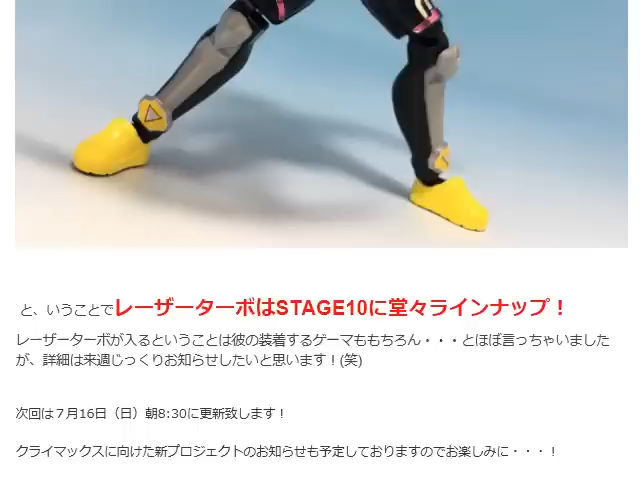 と、いうことでレーザーターボはSTAGE10に堂々ラインナップ！
レーザーターボが入るということは彼の装着するゲーマももちろん・・・とほぼ言っちゃいました
が、詳細は来週じっくりお知らせしたいと思います！(笑)
次回は７月16日（日）朝8:30に更新致します！
クライマックスに向けた新プロジェクトのお知らせも予定しておりますのでお楽しみに・・・！